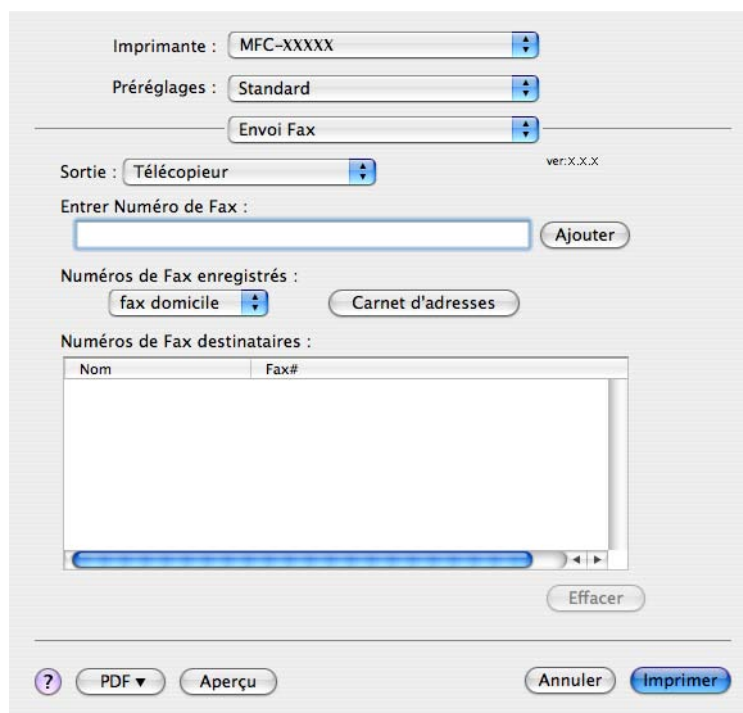 Imprimante : MFC-XXXXX
Préréglages : Standard
Envoi Fax
Sortie : Télécopieur
ver:X.X.X
Entrer Numéro de Fax :
Ajouter
Numéros de Fax enregistrés :
fax domicile Carnet d'adresses
Numéros de Fax destinataires :
Nom Fax#
Effacer
? PDF▼ Aperçu Annuler Imprimer